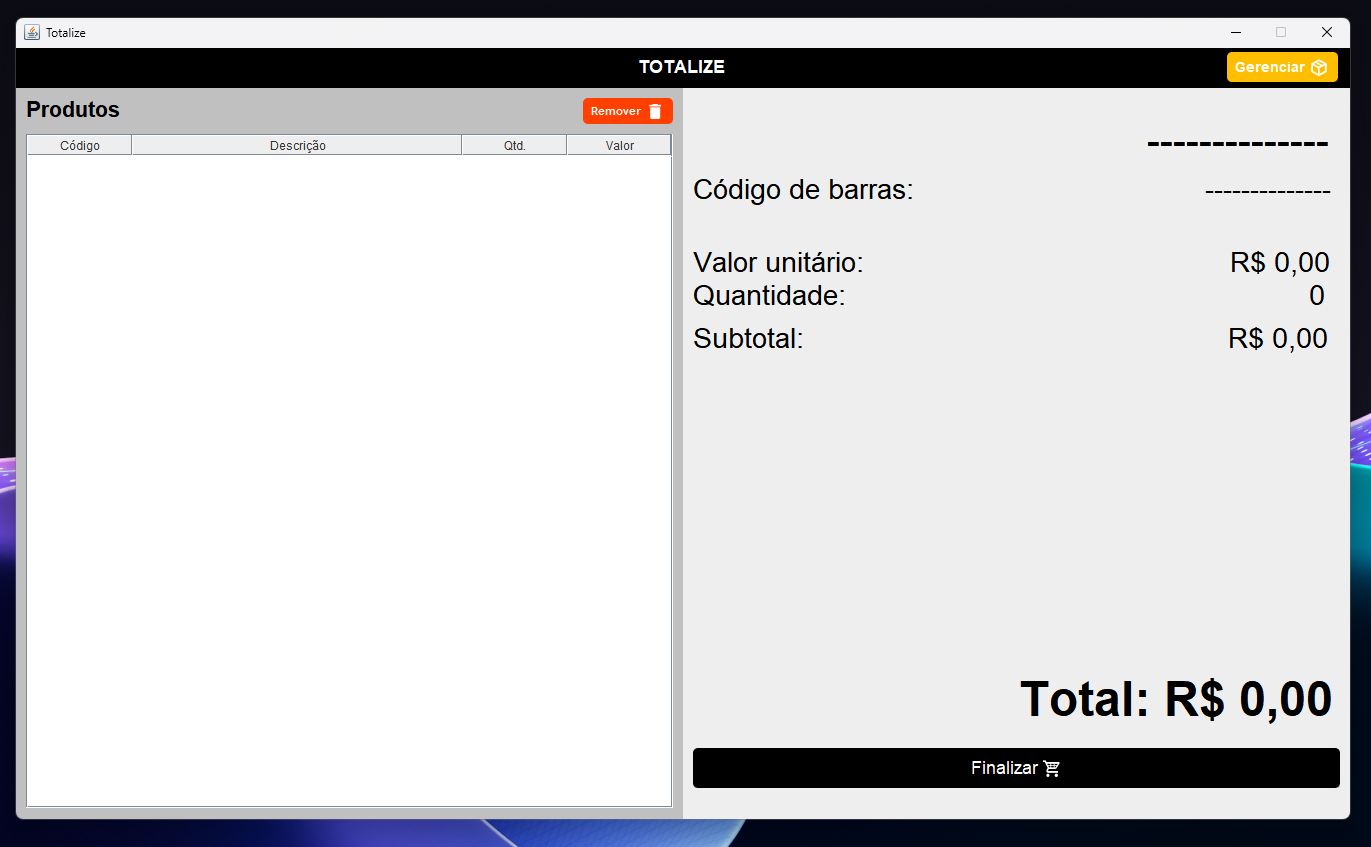 Totalize
TOTALIZE
Gerenciar
Produtos
Remover
Código Descrição Qtd. Valor
--------------
Código de barras: --------------
Valor unitário: R$ 0,00
Quantidade: 0
Subtotal: R$ 0,00
Total: R$ 0,00
Finalizar